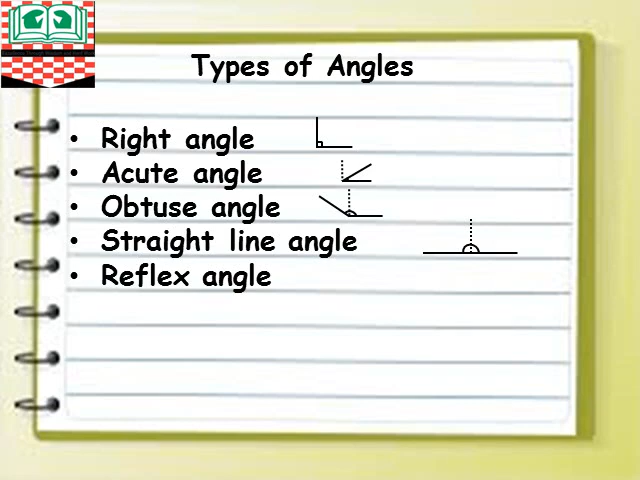 Types of Angles
• Right angle
• Acute angle
• Obtuse angle
• Straight line angle
• Reflex angle